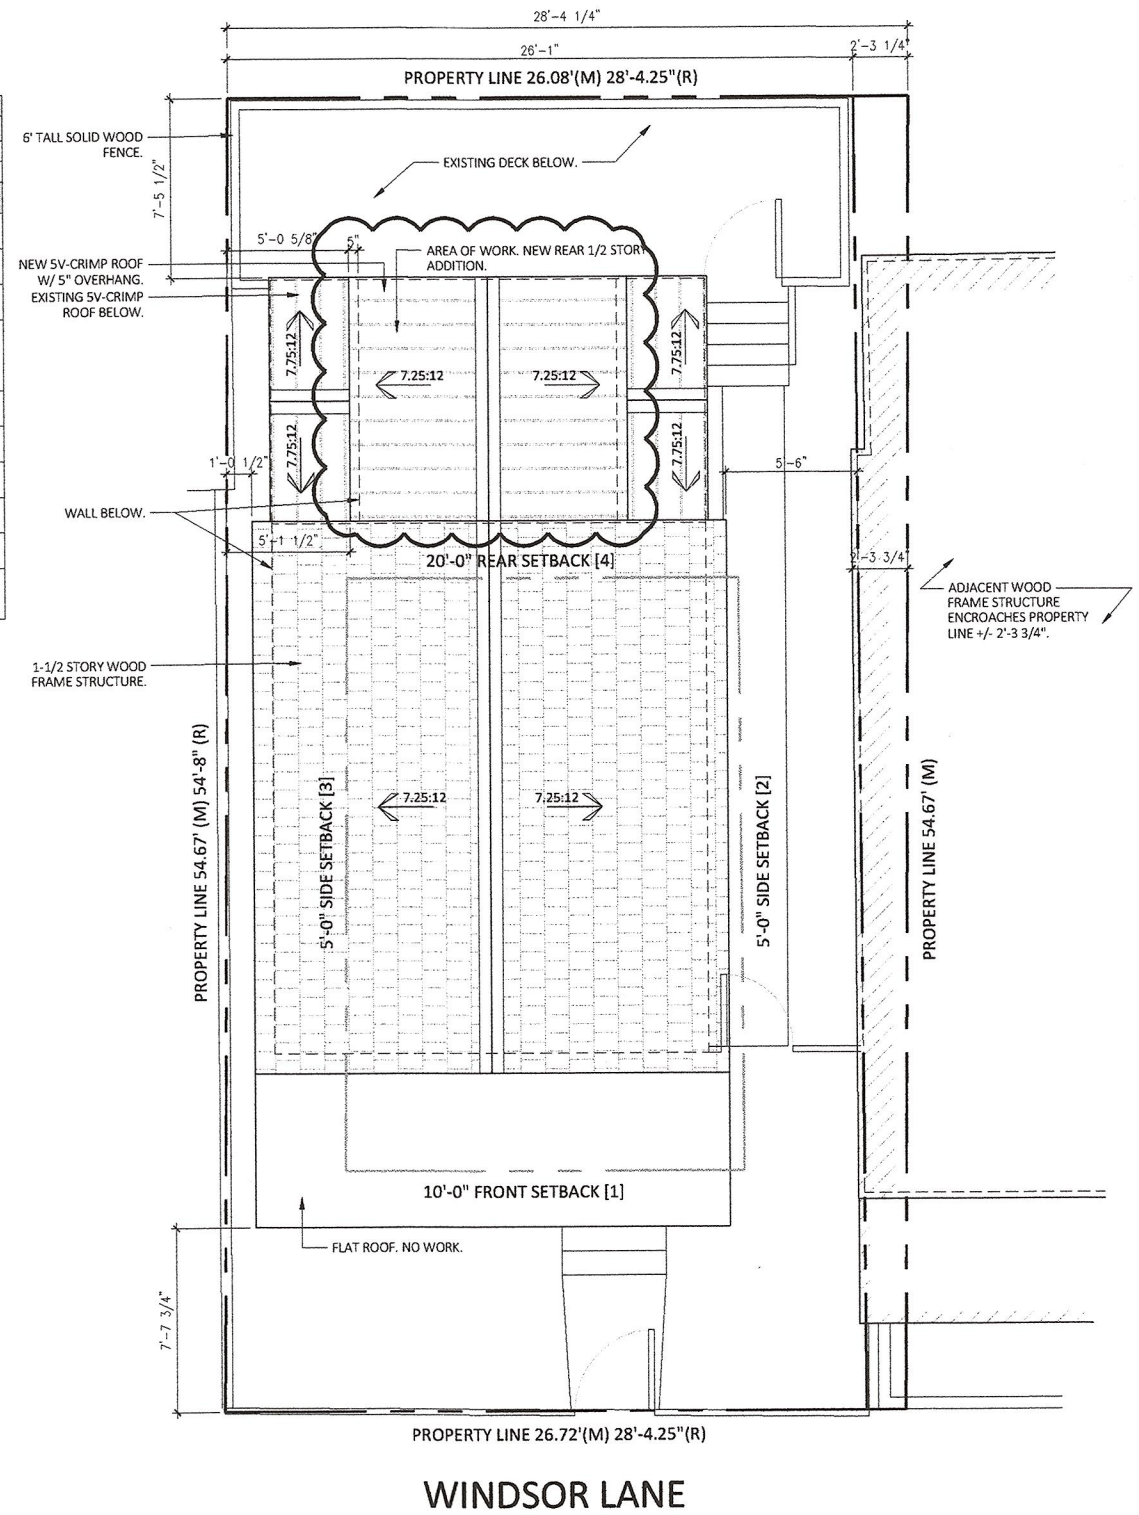 28'-4 1/4"
26'-1"
2'-3 1/4"
PROPERTY LINE 26.08'(M) 28'-4.25"(R)
6' TALL SOLID WOOD
FENCE.
7'-5 1/2"
EXISTING DECK BELOW.
5'-0 5/8"
5"
AREA OF WORK. NEW REAR 1/2 STORY
ADDITION.
NEW 5V-CRIMP ROOF
W/ 5" OVERHANG.
EXISTING 5V-CRIMP
ROOF BELOW.
7.75:12
7.75:12
7.25:12
7.25:12
7.75:12
7.75:12
1'-0 1/2"
5'-6"
WALL BELOW.
5'-1 1/2"
20'-0" REAR SETBACK [4]
2'-3 3/4"
ADJACENT WOOD
FRAME STRUCTURE
ENCROACHES PROPERTY
LINE +/- 2'-3 3/4".
1-1/2 STORY WOOD
FRAME STRUCTURE.
PROPERTY LINE 54.67' (M) 54'-8" (R)
5'-0" SIDE SETBACK [3]
7.25:12
7.25:12
5'-0" SIDE SETBACK [2]
PROPERTY LINE 54.67' (M)
10'-0" FRONT SETBACK [1]
FLAT ROOF. NO WORK.
7'-7 3/4"
PROPERTY LINE 26.72'(M) 28'-4.25"(R)
WINDSOR LANE